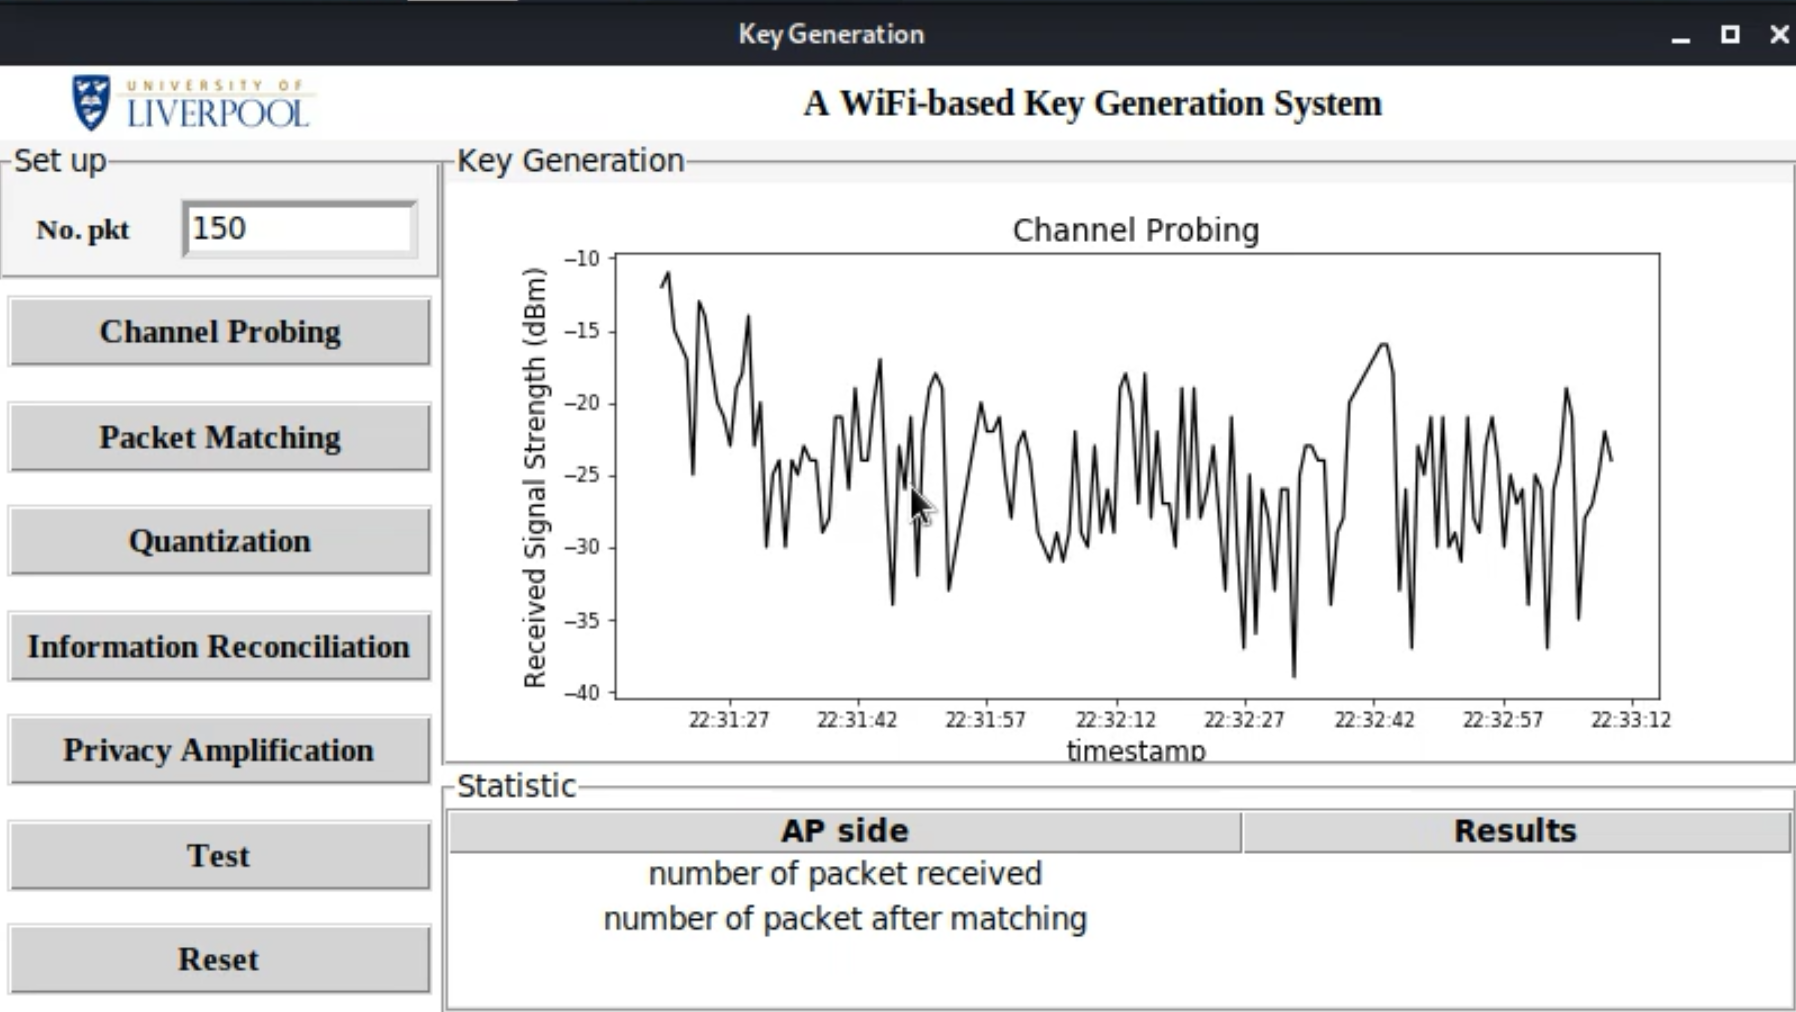 Key Generation
UNIVERSITY OF
LIVERPOOL
A WiFi-based Key Generation System
Set up
No. pkt
150
Channel Probing
Packet Matching
Quantization
Information Reconciliation
Privacy Amplification
Test
Reset
Key Generation
Channel Probing
Received Signal Strength (dBm)
−10
−15
−20
−25
−30
−35
−40
22:31:27 22:31:42 22:31:57 22:32:12 22:32:27 22:32:42 22:32:57 22:33:12
timestamp
Statistic
AP side Results
number of packet received
number of packet after matching